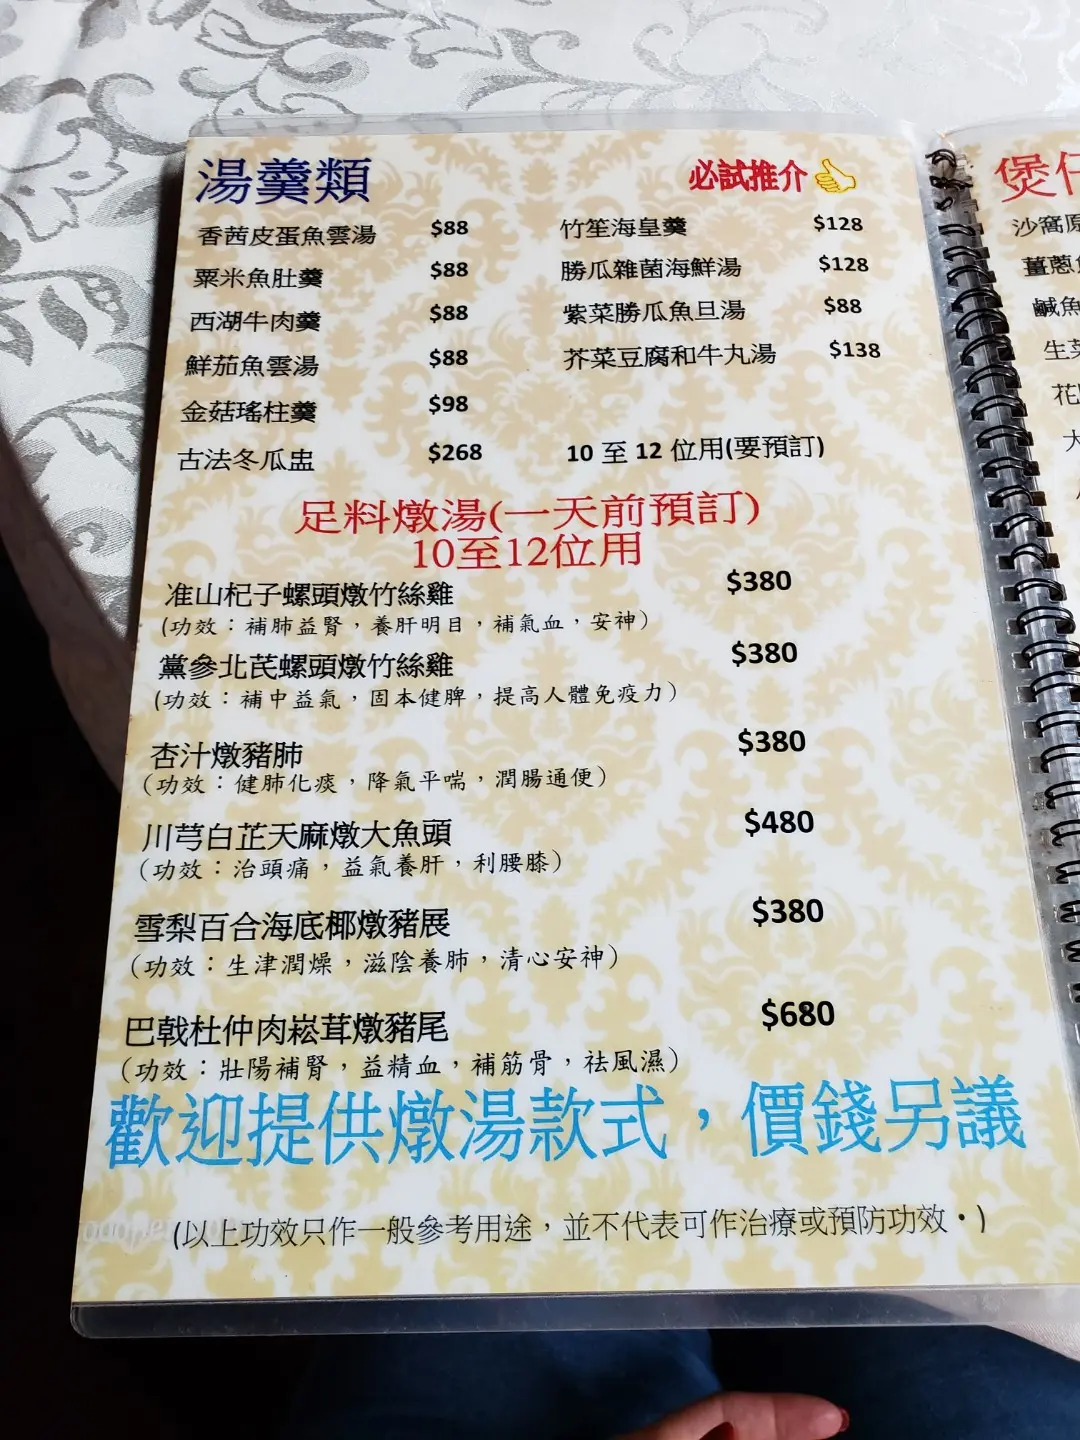 湯羹類
必試推介
香茜皮蛋魚雲湯 $88
竹笙海皇羹 $128
粟米魚肚羹 $88
勝瓜雜菌海鮮湯 $128
西湖牛肉羹 $88
紫菜勝瓜魚旦湯 $88
鮮茄魚雲湯 $88
芥菜豆腐和牛丸湯 $138
金菇瑤柱羹 $98
古法冬瓜盅 $268 10 至 12 位用(要預訂)
足料燉湯(一天前預訂)
10至12位用
准山杞子螺頭燉竹絲雞 $380
(功效：補肺益腎，養肝明目，補氣血，安神)
黨參北芪螺頭燉竹絲雞 $380
(功效：補中益氣，固本健脾，提高人體免疫力)
杏汁燉豬肺 $380
(功效：健肺化痰，降氣平喘，潤腸通便)
川芎白芷天麻燉大魚頭 $480
(功效：治頭痛，益氣養肝，利腰膝)
雪梨百合海底椰燉豬展 $380
(功效：生津潤燥，滋陰養肺，清心安神)
巴戟杜仲肉崧茸燉豬尾 $680
(功效：壯陽補腎，益精血，補筋骨，祛風濕)
歡迎提供燉湯款式，價錢另議
(以上功效只作一般參考用途，並不代表可作治療或預防功效・)
煲仔
沙窩
薑蔥
鹹魚
生菜
花
大